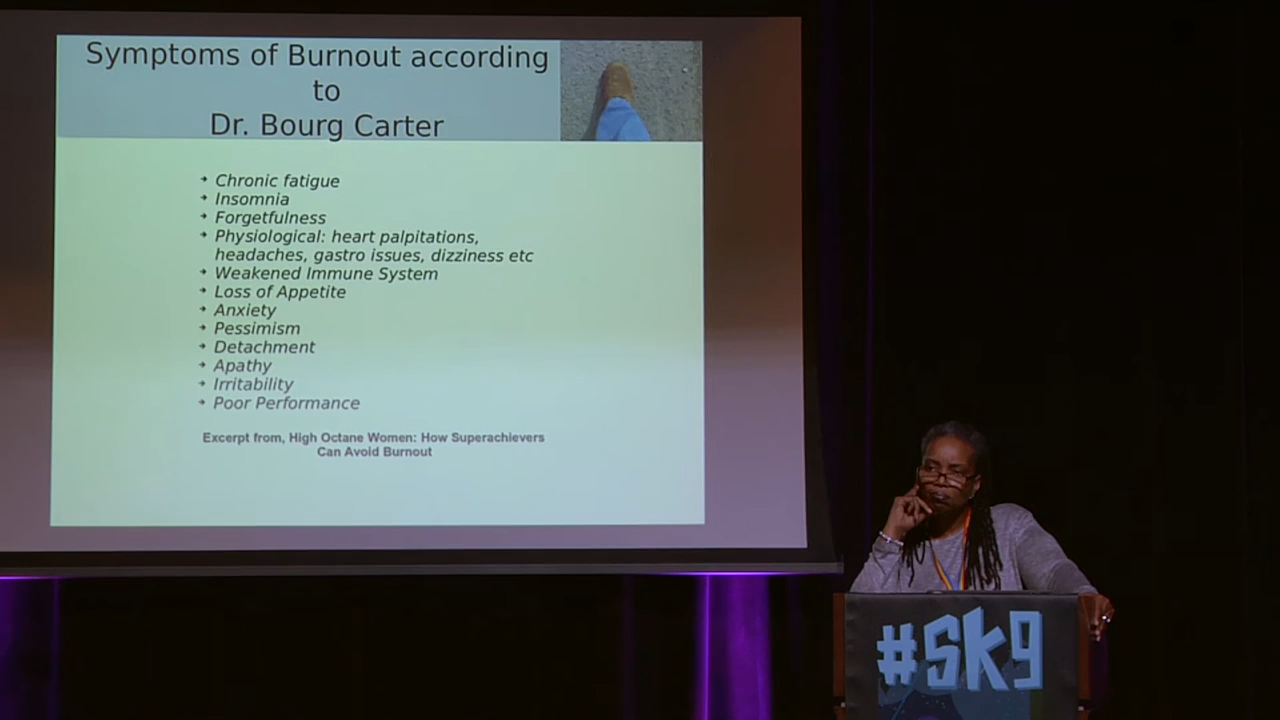 Symptoms of Burnout according
to
Dr. Bourg Carter
➔ Chronic fatigue
➔ Insomnia
➔ Forgetfulness
➔ Physiological: heart palpitations,
headaches, gastro issues, dizziness etc
➔ Weakened Immune System
➔ Loss of Appetite
➔ Anxiety
➔ Pessimism
➔ Detachment
➔ Apathy
➔ Irritability
➔ Poor Performance
Excerpt from, High Octane Women: How Superachievers
Can Avoid Burnout
#sk9